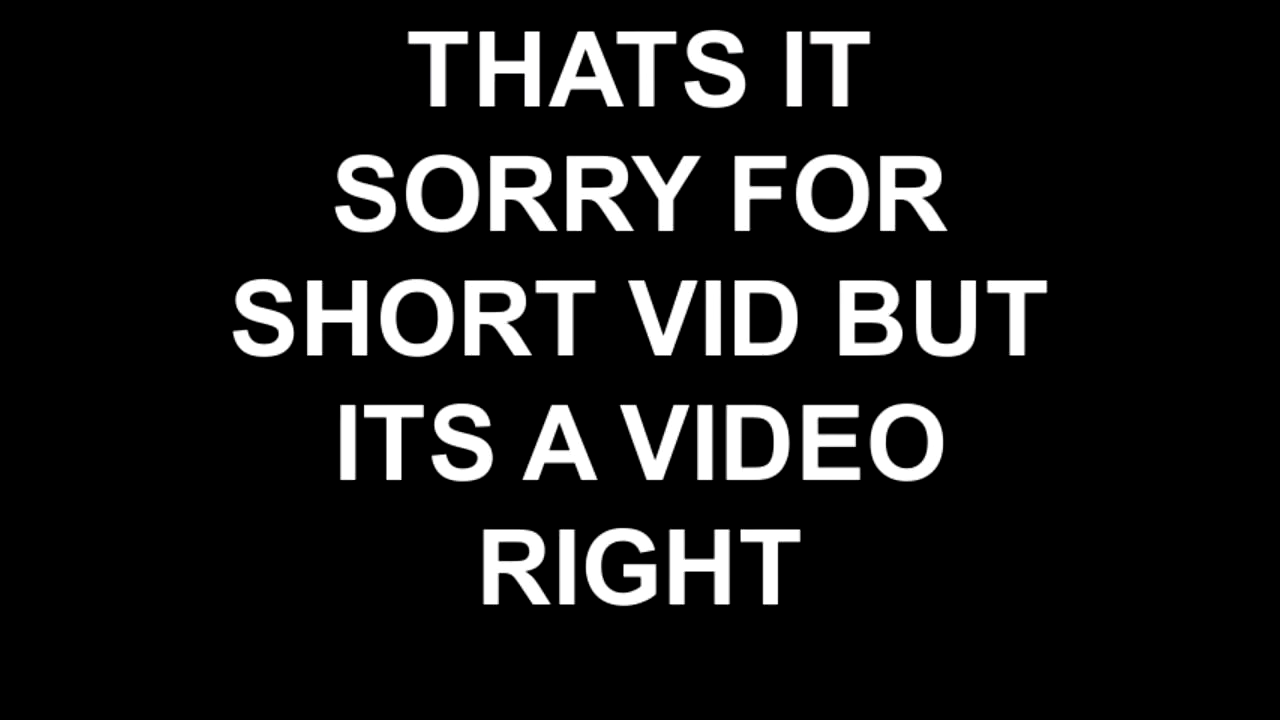 THATS IT
SORRY FOR
SHORT VID BUT
ITS A VIDEO
RIGHT